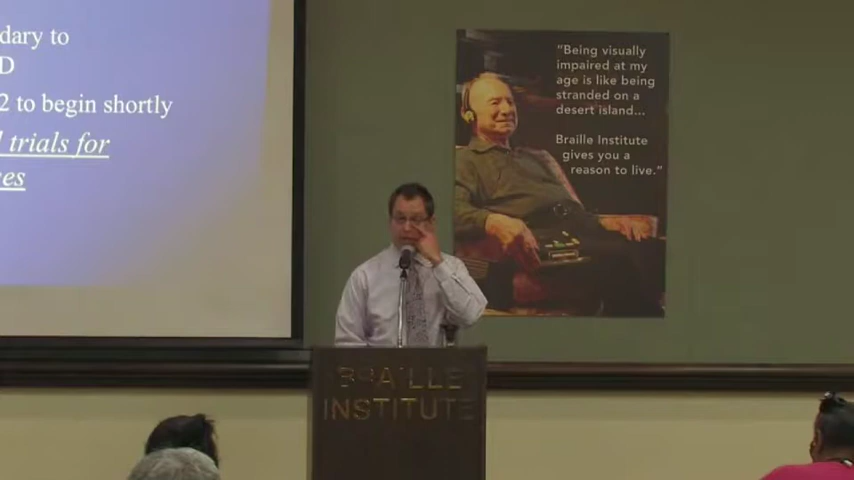 dary to
D
2 to begin shortly
l trials for
es
"Being visually
impaired at my
age is like being
stranded on a
desert island...
Braille Institute
gives you a
reason to live."
BRAILLE
INSTITUTE